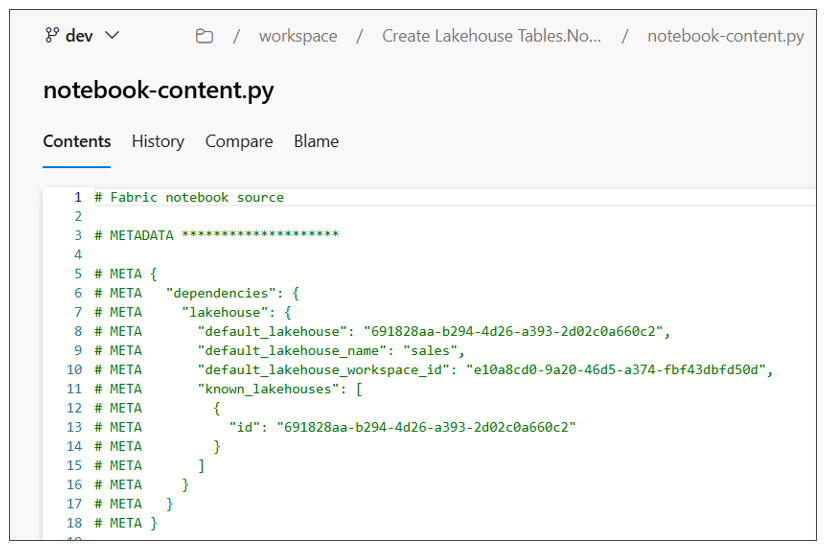 dev / workspace / Create Lakehouse Tables.No... / notebook-content.py
notebook-content.py
Contents History Compare Blame
1 # Fabric notebook source
2
3 # METADATA ********************
4
5 # META {
6 # META   "dependencies": {
7 # META     "lakehouse": {
8 # META       "default_lakehouse": "691828aa-b294-4d26-a393-2d02c0a660c2",
9 # META       "default_lakehouse_name": "sales",
10 # META       "default_lakehouse_workspace_id": "e10a8cd0-9a20-46d5-a374-fbf43dbfd50d",
11 # META       "known_lakehouses": [
12 # META         {
13 # META           "id": "691828aa-b294-4d26-a393-2d02c0a660c2"
14 # META         }
15 # META       ]
16 # META     }
17 # META   }
18 # META }